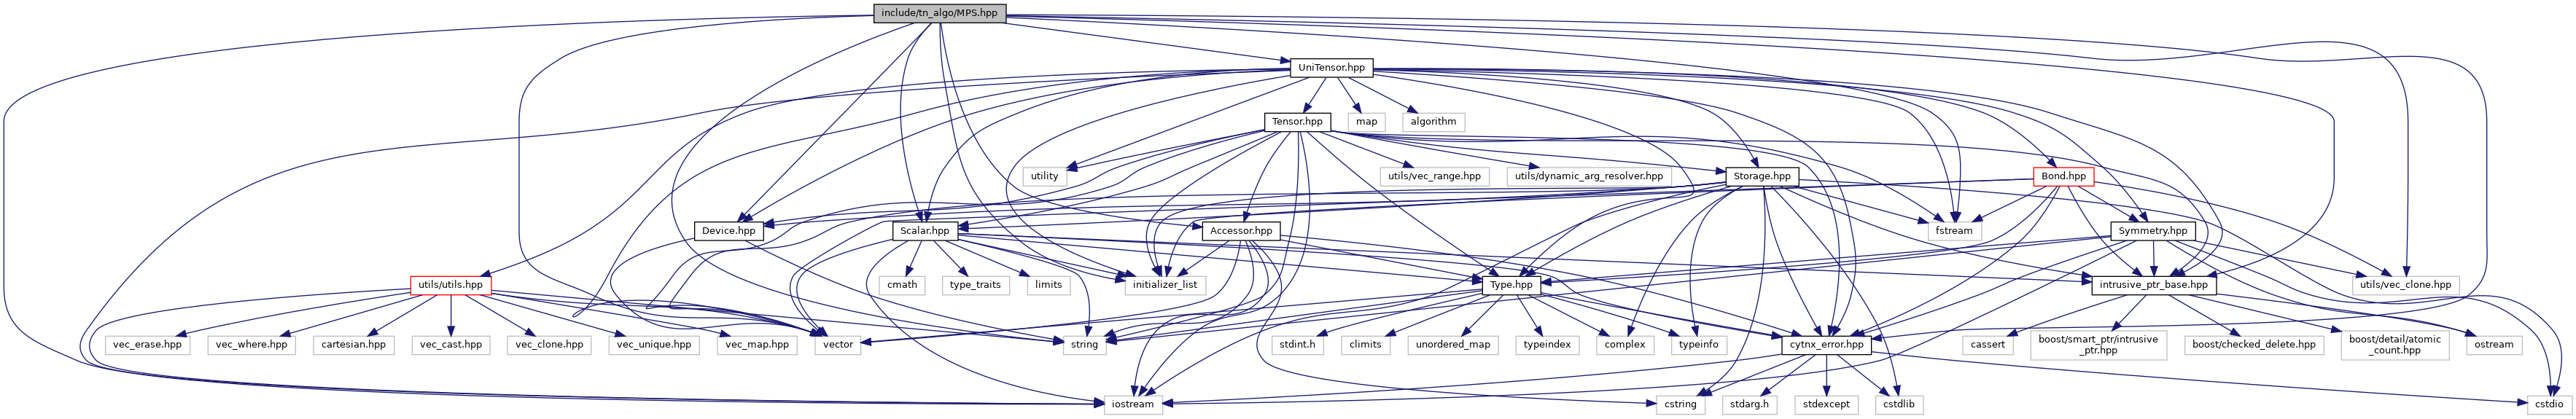 include/tn_algo/MPS.hpp
UniTensor.hpp
Tensor.hpp
map
algorithm
utility
utils/vec_range.hpp
utils/dynamic_arg_resolver.hpp
Storage.hpp
Bond.hpp
Device.hpp
Scalar.hpp
Accessor.hpp
fstream
Symmetry.hpp
utils/utils.hpp
cmath
type_traits
limits
initializer_list
Type.hpp
intrusive_ptr_base.hpp
utils/vec_clone.hpp
vec_erase.hpp
vec_where.hpp
cartesian.hpp
vec_cast.hpp
vec_clone.hpp
vec_unique.hpp
vec_map.hpp
vector
string
stdint.h
climits
unordered_map
typeindex
complex
typeinfo
cytnx_error.hpp
cassert
boost/smart_ptr/intrusive
_ptr.hpp
boost/checked_delete.hpp
boost/detail/atomic
_count.hpp
ostream
iostream
cstring
stdarg.h
stdexcept
cstdlib
cstdio